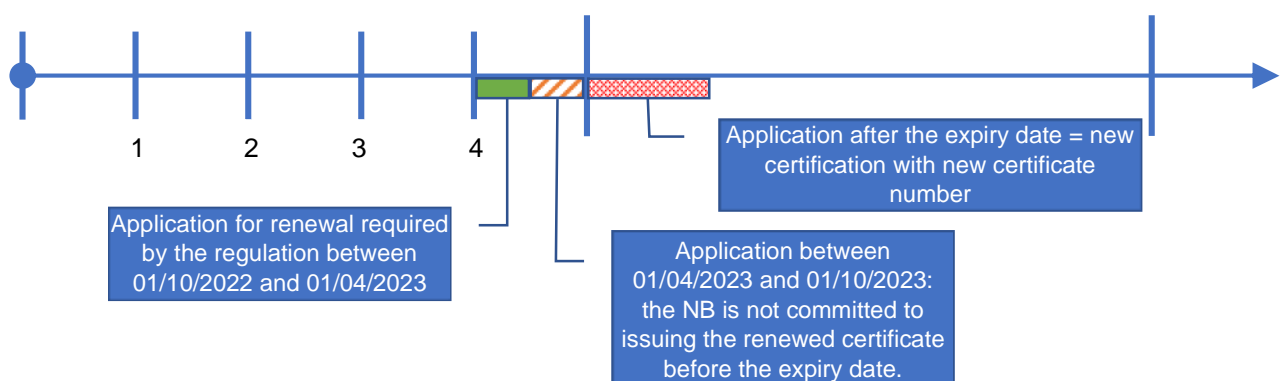 1
2
3
4
Application for renewal required
by the regulation between
01/10/2022 and 01/04/2023
Application between
01/04/2023 and 01/10/2023:
the NB is not committed to
issuing the renewed certificate
before the expiry date.
Application after the expiry date = new
certification with new certificate
number